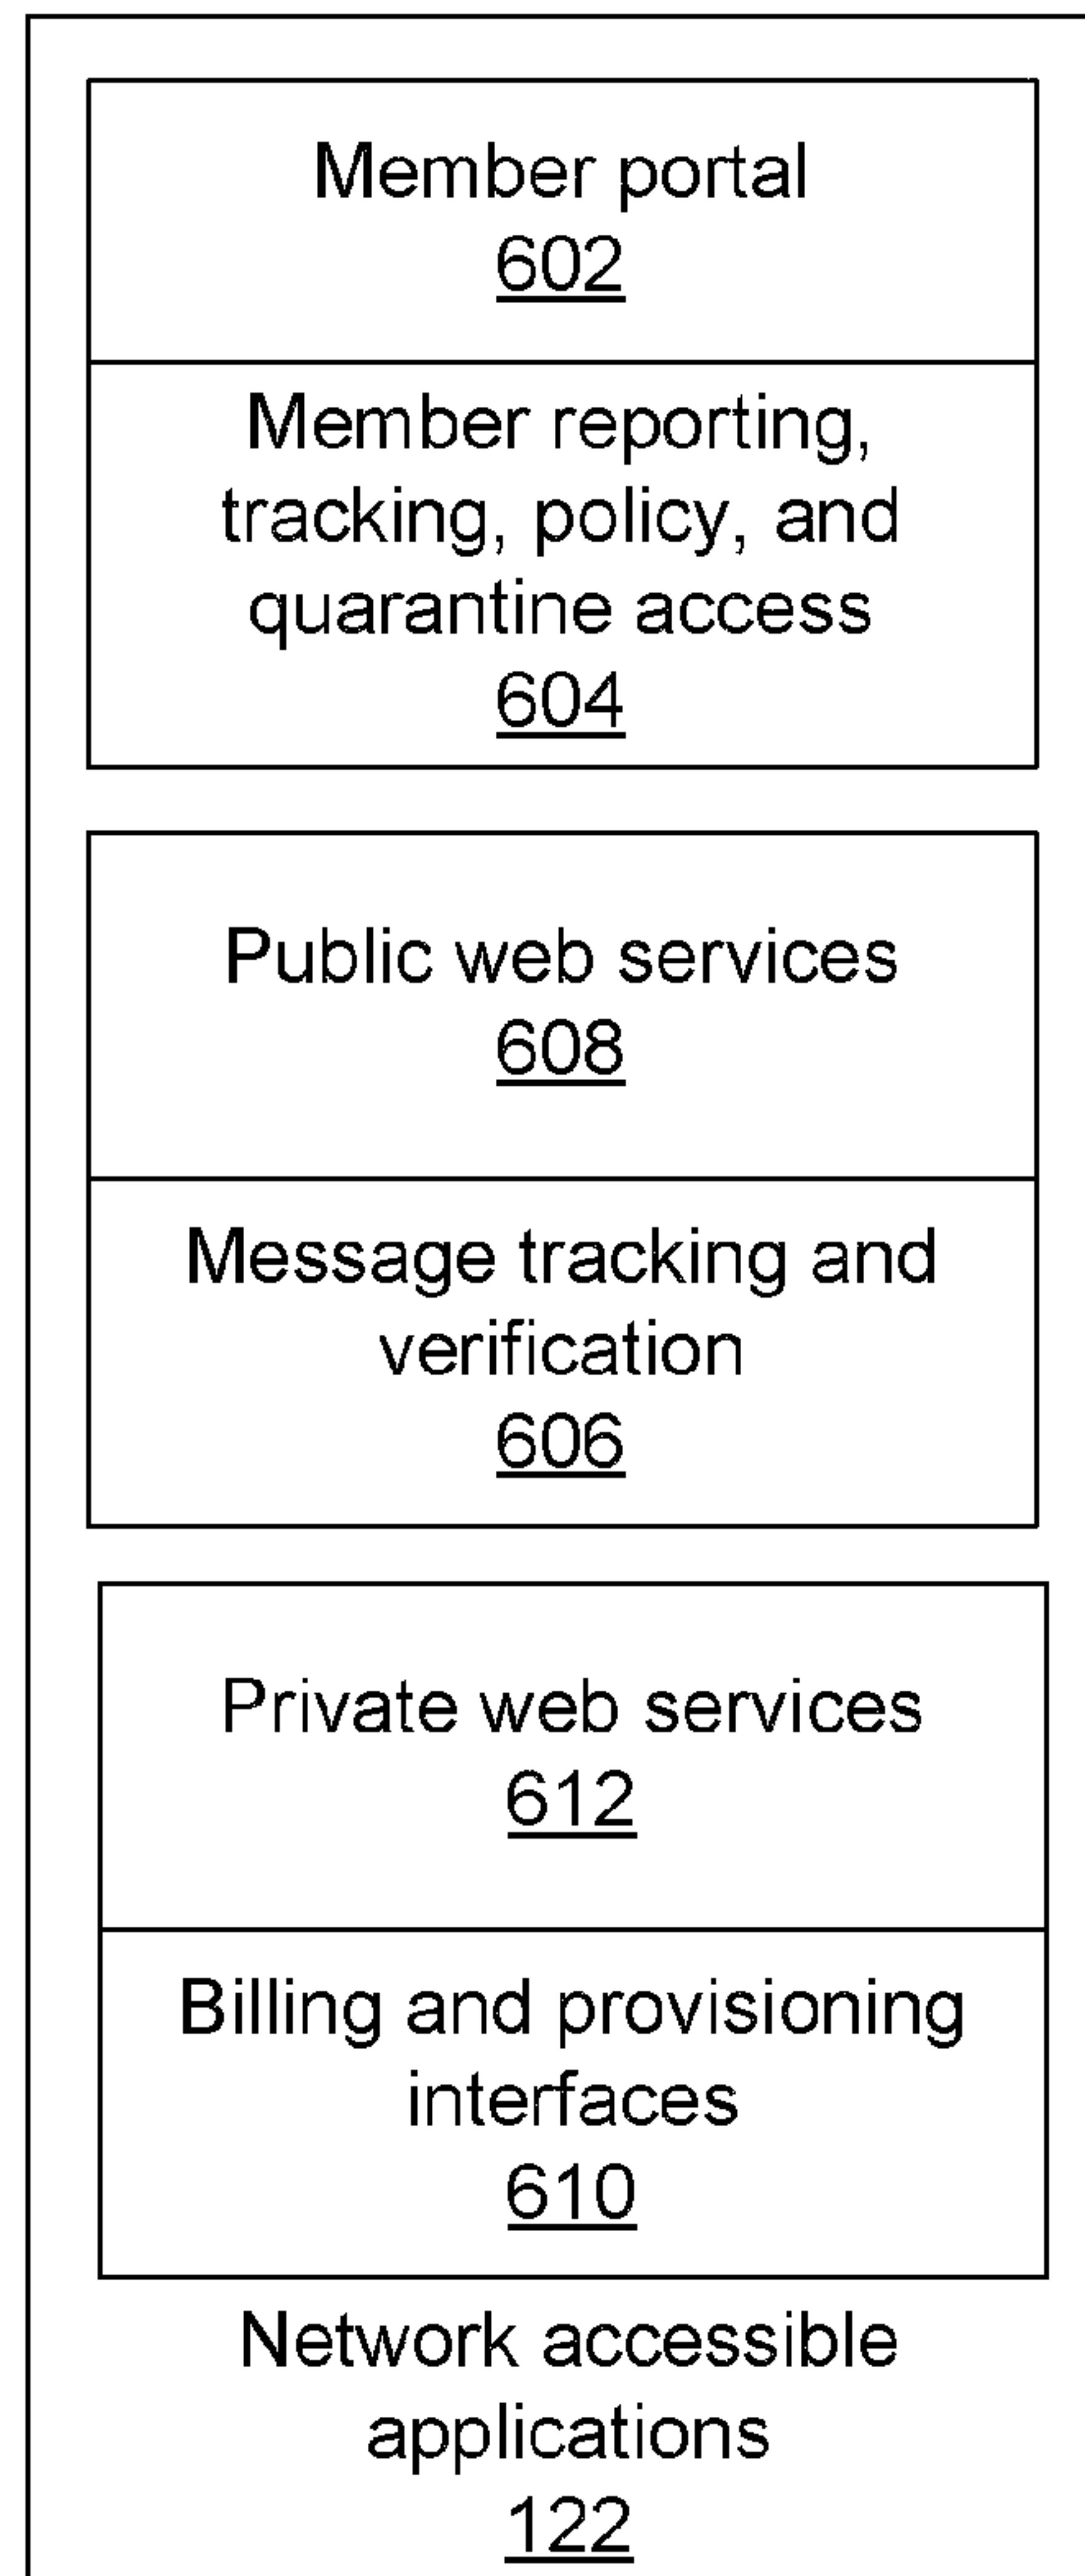 Member portal
602
Member reporting,
tracking, policy, and
quarantine access
604
Public web services
608
Message tracking and
verification
606
Private web services
612
Billing and provisioning
interfaces
610
Network accessible
applications
122